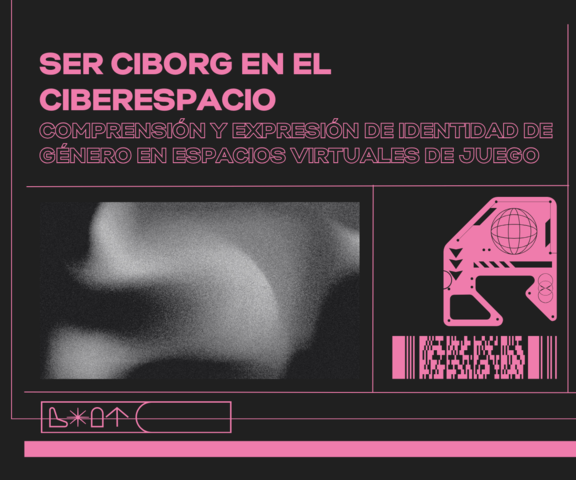 SER CIBORG EN EL
CIBERESPACIO
COMPRENSIÓN Y EXPRESIÓN DE IDENTIDAD DE
GÉNERO EN ESPACIOS VIRTUALES DE JUEGO